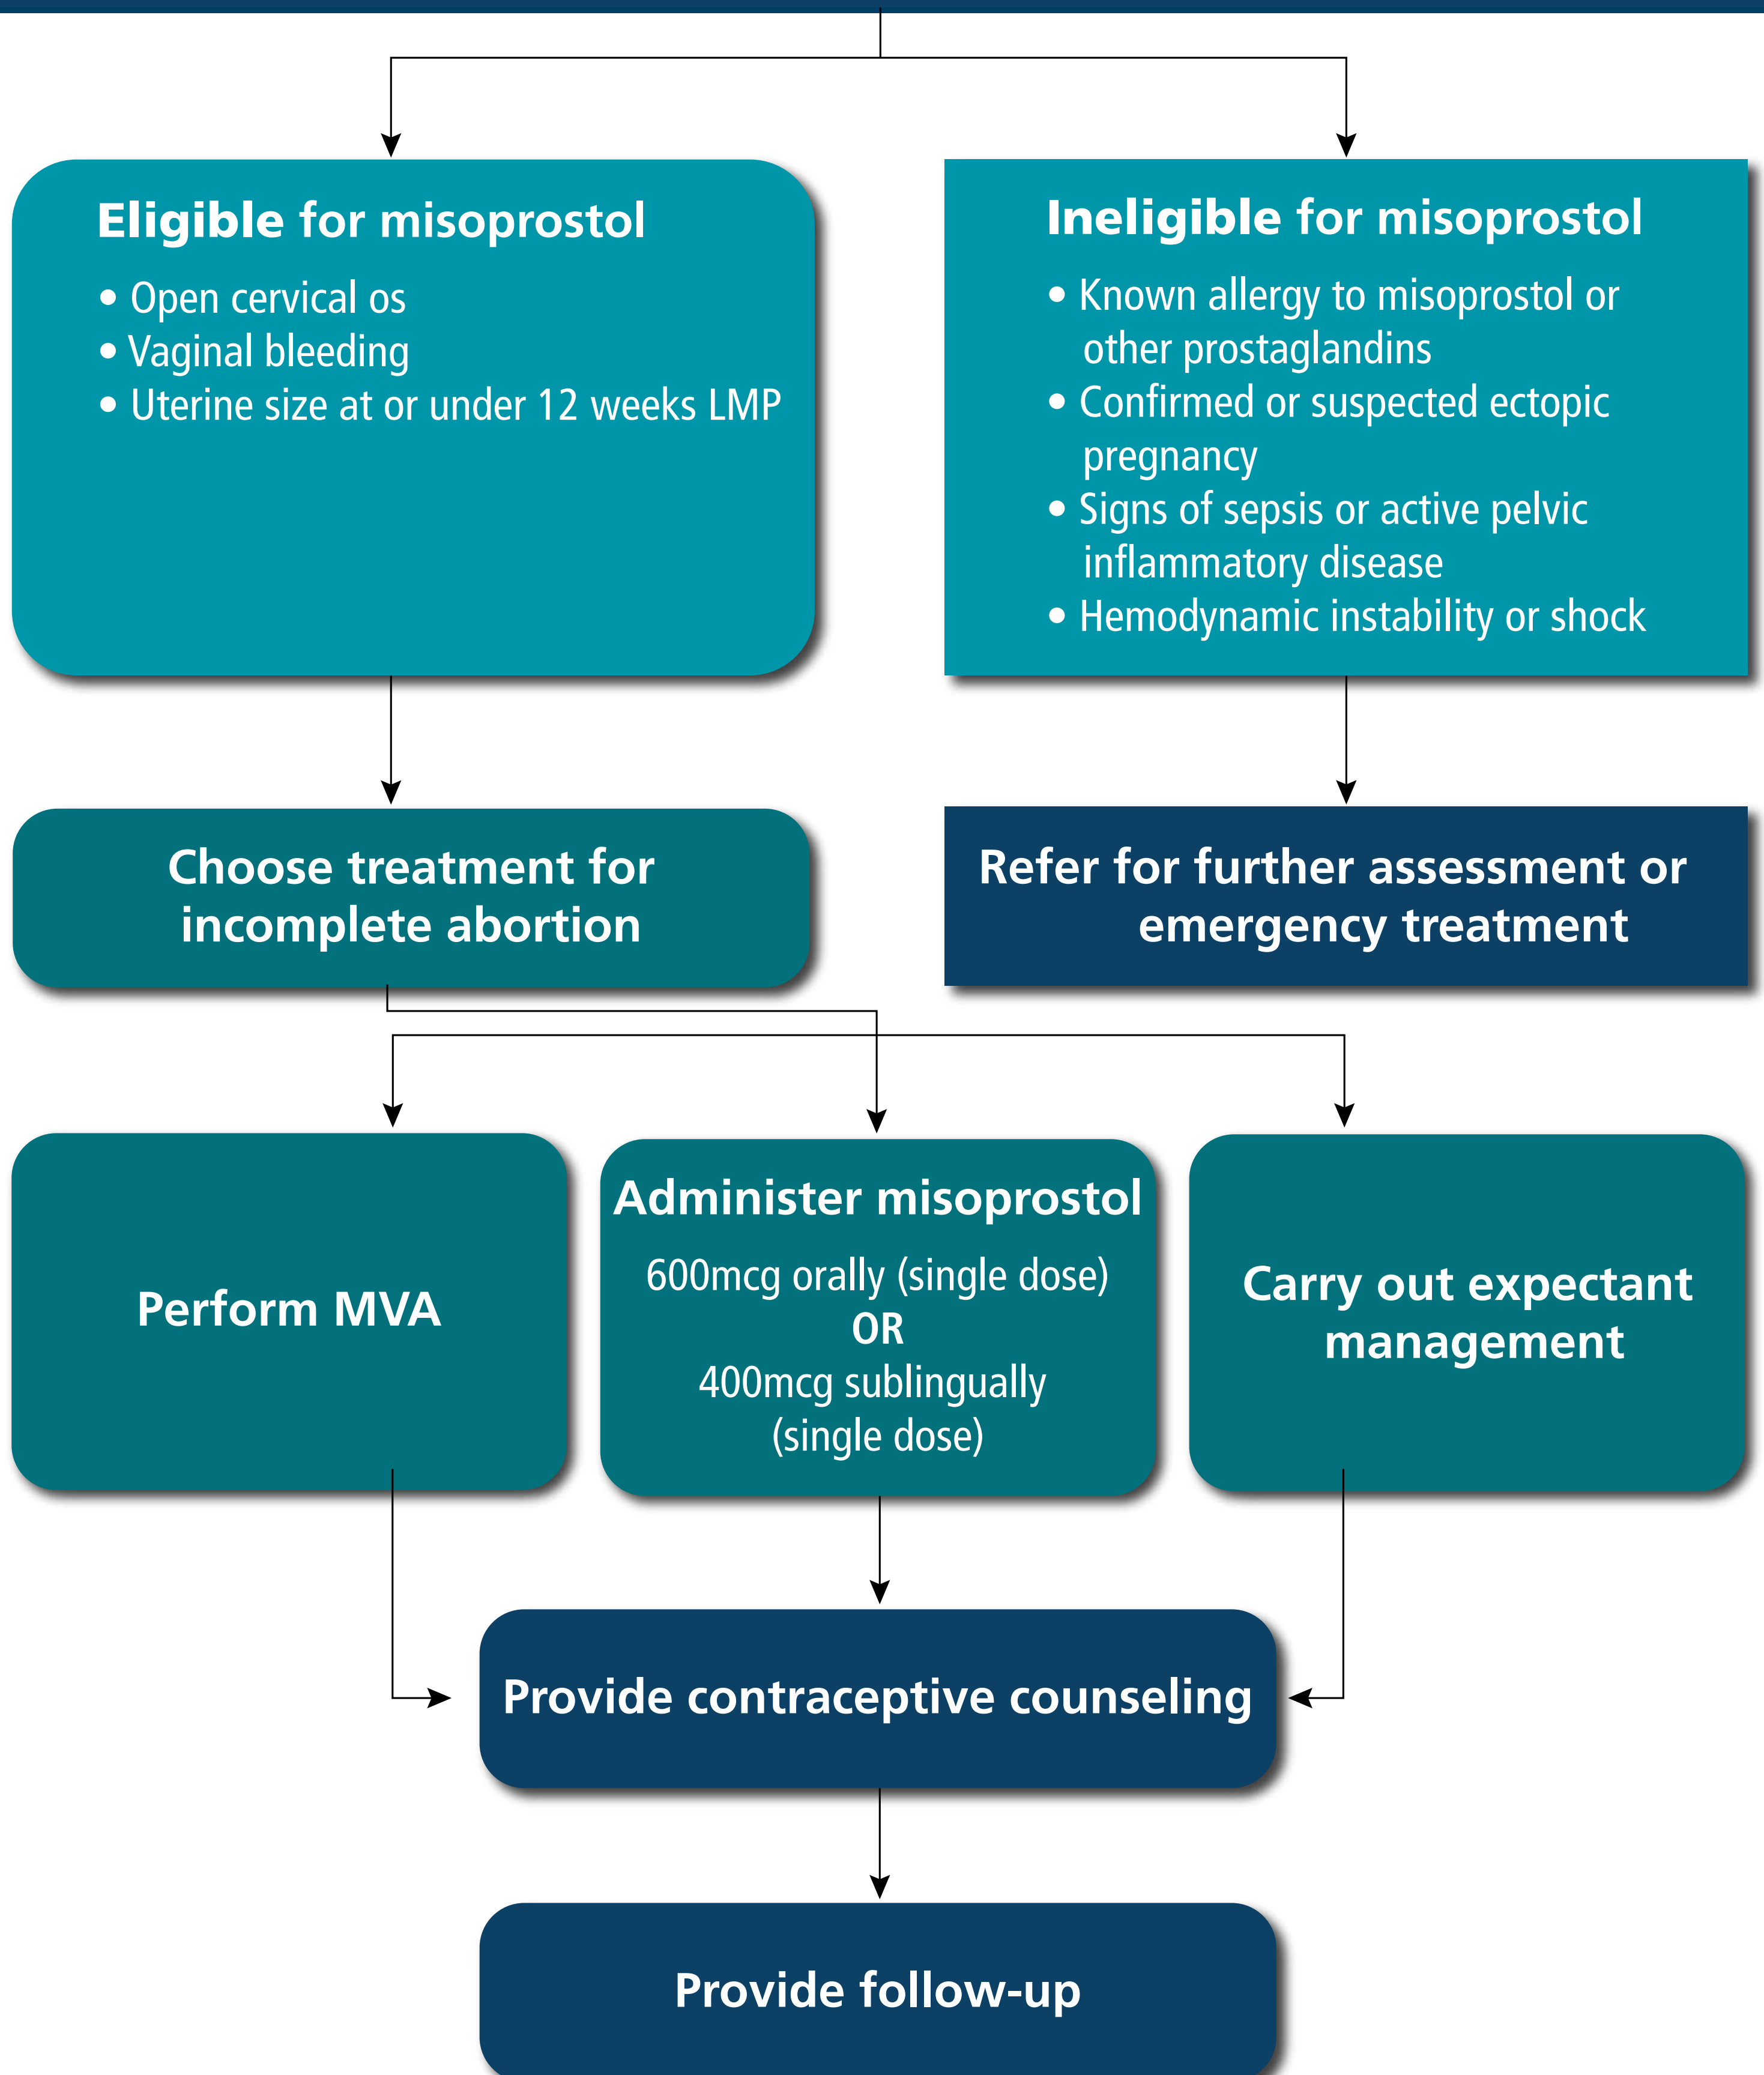 Eligible for misoprostol
• Open cervical os
• Vaginal bleeding
• Uterine size at or under 12 weeks LMP
Ineligible for misoprostol
• Known allergy to misoprostol or
other prostaglandins
• Confirmed or suspected ectopic
pregnancy
• Signs of sepsis or active pelvic
inflammatory disease
• Hemodynamic instability or shock
Choose treatment for
incomplete abortion
Refer for further assessment or
emergency treatment
Perform MVA
Administer misoprostol
600mcg orally (single dose)
OR
400mcg sublingually
(single dose)
Carry out expectant
management
Provide contraceptive counseling
Provide follow-up